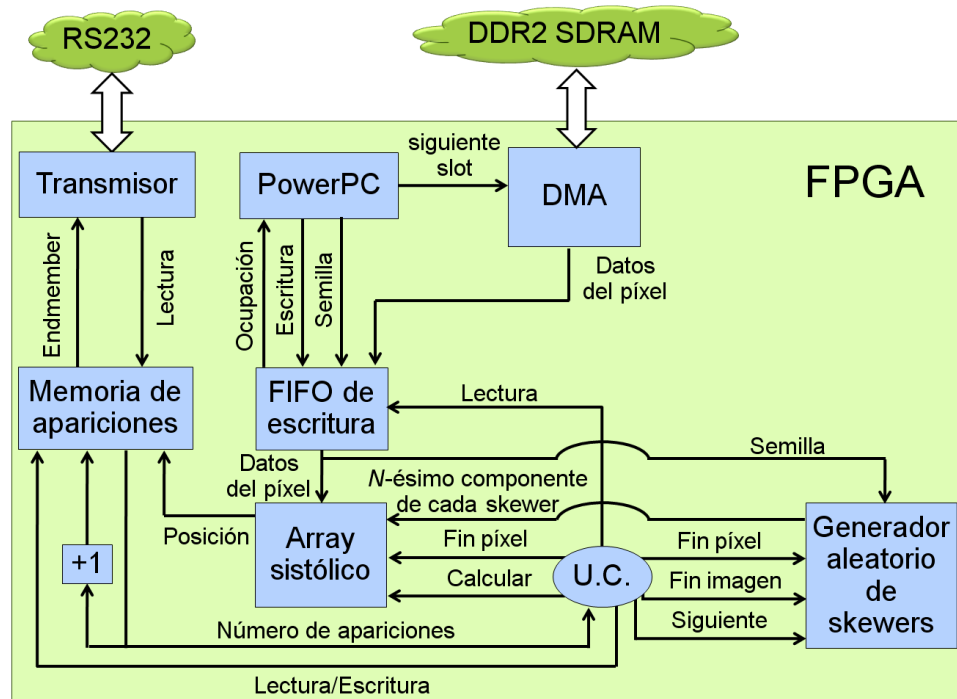 RS232
DDR2 SDRAM
FPGA
Transmisor
PowerPC
siguiente
slot
DMA
Endmember
Lectura
Ocupación
Escritura
Semilla
Datos
del píxel
Memoria de
apariciones
FIFO de
escritura
Lectura
Semilla
Datos
del píxel
N-ésimo componente
de cada skewer
Posición
Array
sistólico
Fin píxel
Calcular
U.C.
Fin píxel
Fin imagen
Siguiente
Generador
aleatorio
de
skewers
+1
Número de apariciones
Lectura/Escritura